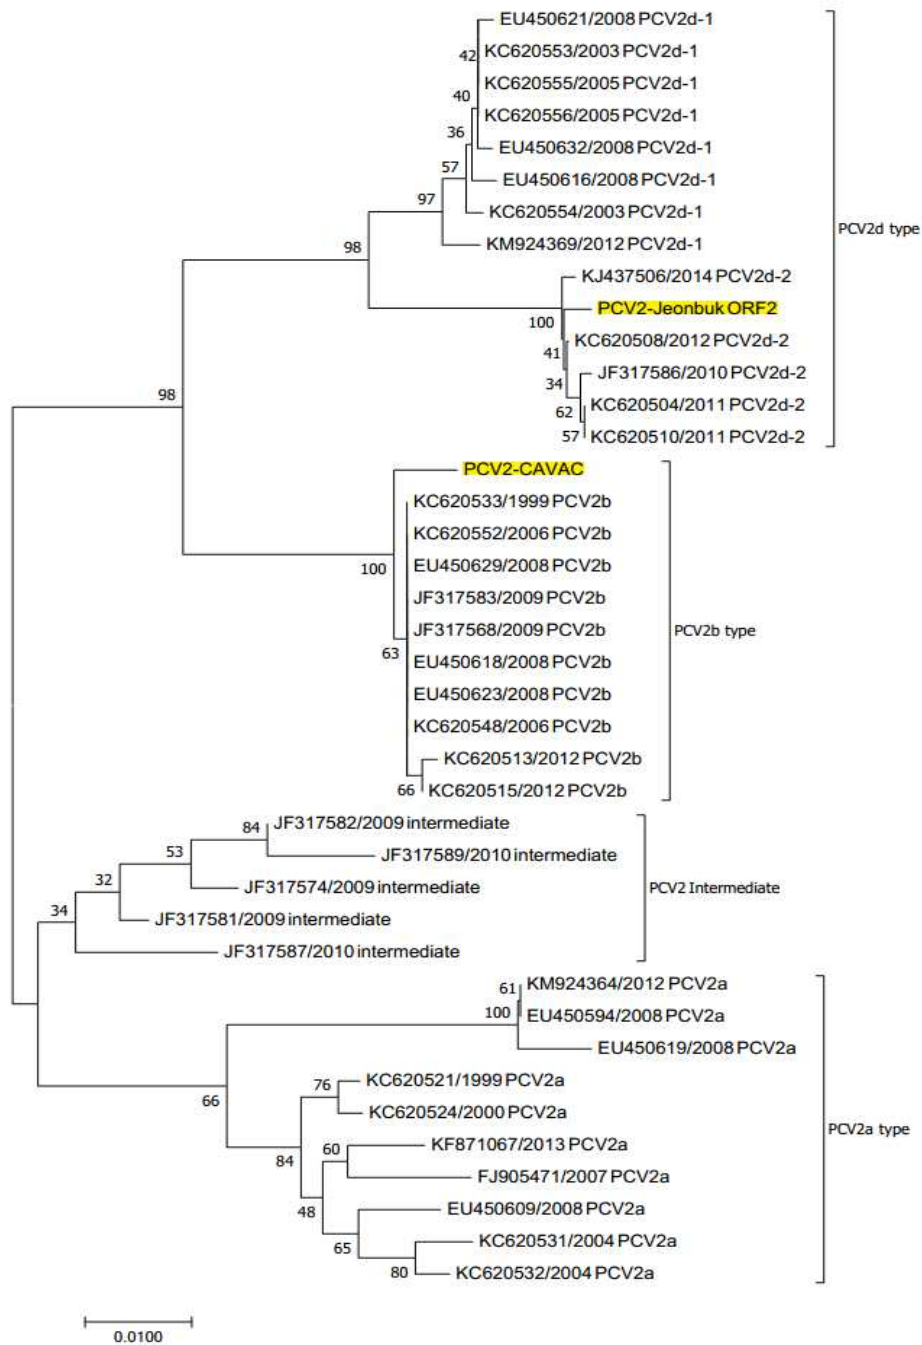 EU450621/2008 PCV2d-1
42 KC620553/2003 PCV2d-1
KC620555/2005 PCV2d-1
40
KC620556/2005 PCV2d-1
36
EU450632/2008 PCV2d-1
57
EU450616/2008 PCV2d-1
97
KC620554/2003 PCV2d-1
PCV2d type
98
KM924369/2012 PCV2d-1
KJ437506/2014 PCV2d-2
PCV2-Jeonbuk ORF2
100
KC620508/2012 PCV2d-2
41
JF317586/2010 PCV2d-2
34
98
KC620504/2011 PCV2d-2
62
57 KC620510/2011 PCV2d-2
PCV2-CAVAC
KC620533/1999 PCV2b
KC620552/2006 PCV2b
EU450629/2008 PCV2b
100
JF317583/2009 PCV2b
JF317568/2009 PCV2b
PCV2b type
63
EU450618/2008 PCV2b
EU450623/2008 PCV2b
KC620548/2006 PCV2b
KC620513/2012 PCV2b
66 KC620515/2012 PCV2b
84 JF317582/2009 intermediate
53
JF317589/2010 intermediate
32
JF317574/2009 intermediate
PCV2 Intermediate
34
JF317581/2009 intermediate
JF317587/2010 intermediate
61 KM924364/2012 PCV2a
100
EU450594/2008 PCV2a
EU450619/2008 PCV2a
76 KC620521/1999 PCV2a
66
KC620524/2000 PCV2a
PCV2a type
60 KF871067/2013 PCV2a
84
FJ905471/2007 PCV2a
48
EU450609/2008 PCV2a
65
KC620531/2004 PCV2a
80 KC620532/2004 PCV2a
0.0100